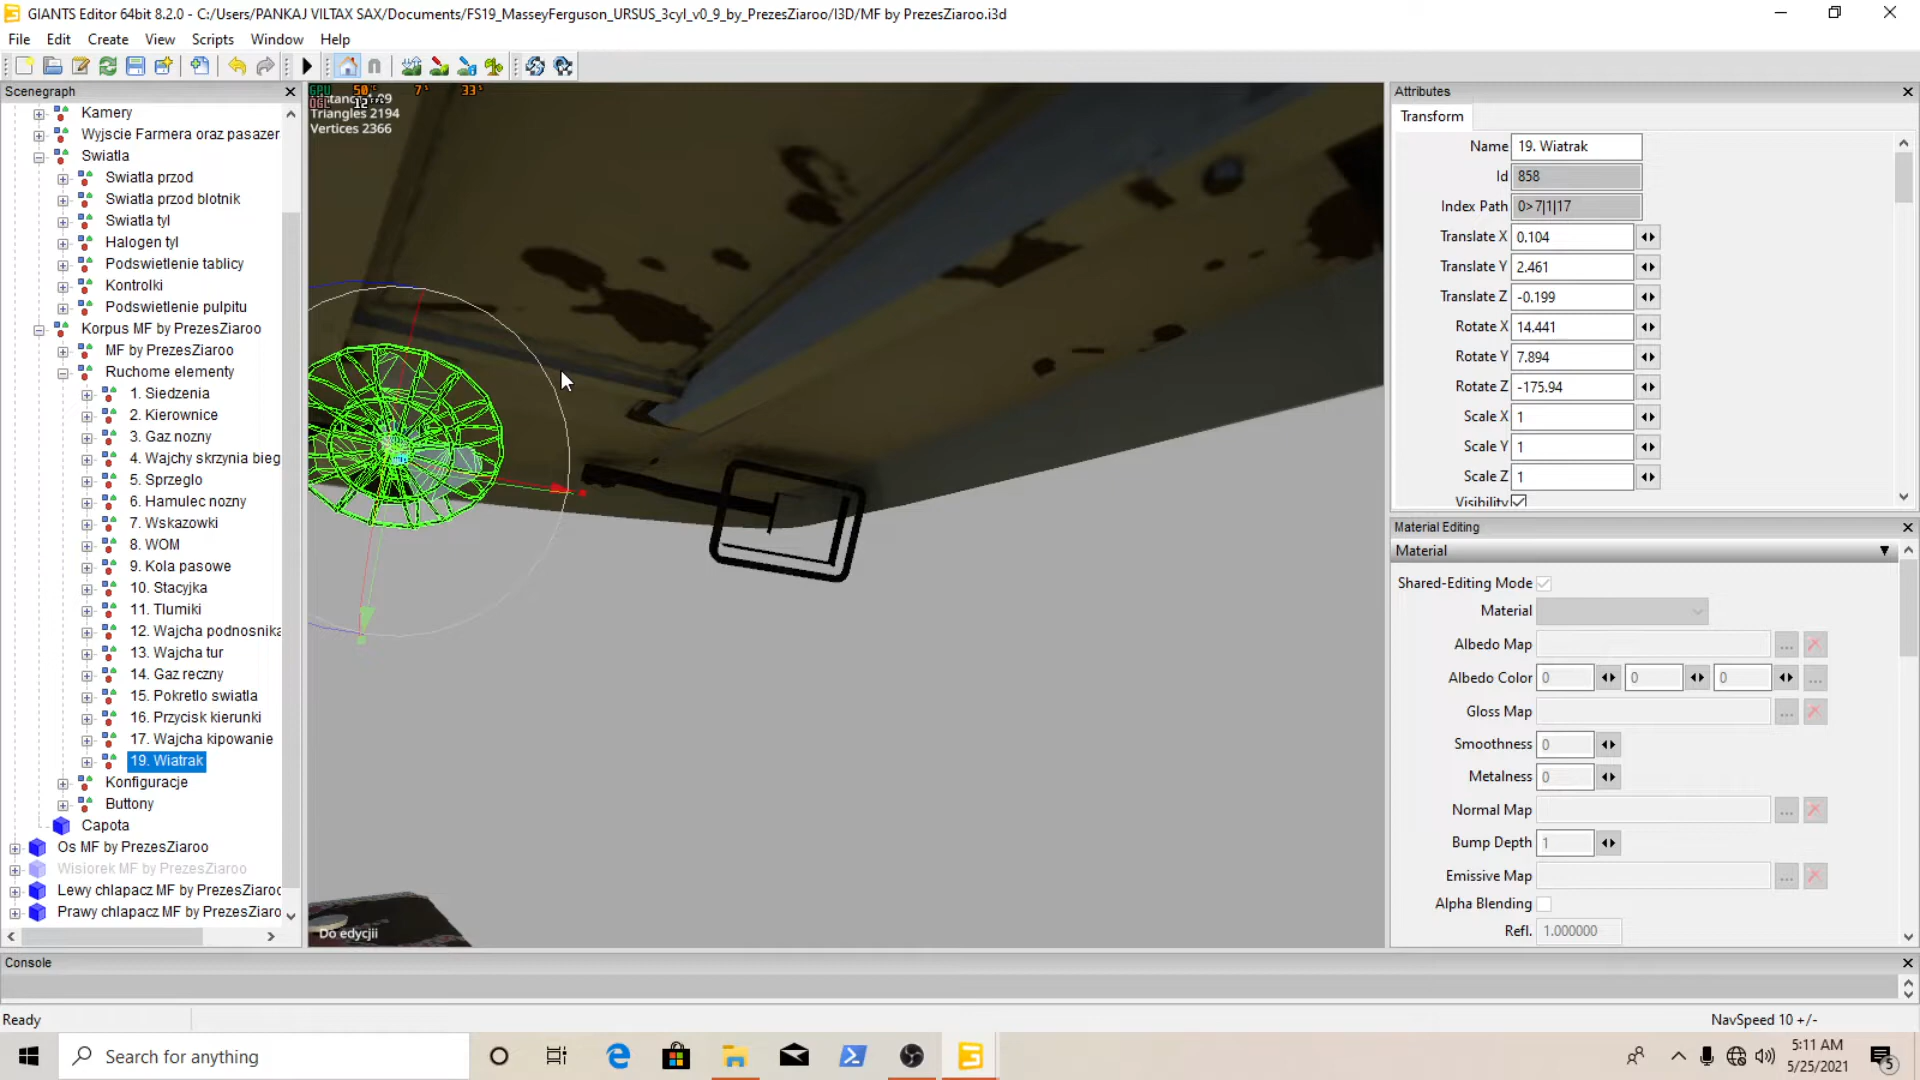 GIANTS Editor 64bit 8.2.0 - C:/Users/PANKAJ VILTAX SAX/Documents/FS19_MasseyFerguson_URSUS_3cyl_v0_9_by_PrezesZiaroo/I3D/MF by PrezesZiaroo.i3d
File Edit Create View Scripts Window Help
Scenegraph
Kamery
Wyjscie Farmera oraz pasazer
Swiatla
Swiatla przod
Swiatla przod blotnik
Swiatla tyl
Halogen tyl
Podswietlenie tablicy
Kontrolki
Podswietlenie pulpitu
Korpus MF by PrezesZiaroo
MF by PrezesZiaroo
Ruchome elementy
1. Siedzenia
2. Kierownice
3. Gaz nozny
4. Wajchy skrzynia bieg
5. Sprzeglo
6. Hamulec nozny
7. Wskazowki
8. WOM
9. Kola pasowe
10. Stacyjka
11. Tlumiki
12. Wajcha podnosnika
13. Wajcha tur
14. Gaz reczny
15. Pokretlo swiatla
16. Przycisk kierunki
17. Wajcha kipowanie
19. Wiatrak
Konfiguracje
Buttony
Capota
Os MF by PrezesZiaroo
Wisiorek MF by PrezesZiaroo
Lewy chlapacz MF by PrezesZiaroo
Prawy chlapacz MF by PrezesZiaro
GPU 50°C 7% 33%
Triangles 2194
Vertices 2366
Do edycjii
Attributes
Transform
Name 19. Wiatrak
Id 858
Index Path 0>7|1|17
Translate X 0.104
Translate Y 2.461
Translate Z -0.199
Rotate X 14.441
Rotate Y 7.894
Rotate Z -175.94
Scale X 1
Scale Y 1
Scale Z 1
Visibility
Material Editing
Material
Shared-Editing Mode
Material
Albedo Map ...
Albedo Color 0 0 0 ...
Gloss Map ...
Smoothness 0
Metalness 0
Normal Map ...
Bump Depth 1
Emissive Map ...
Alpha Blending
Refl. 1.000000
Console
Ready
NavSpeed 10 +/-
Search for anything
5:11 AM
5/25/2021
5